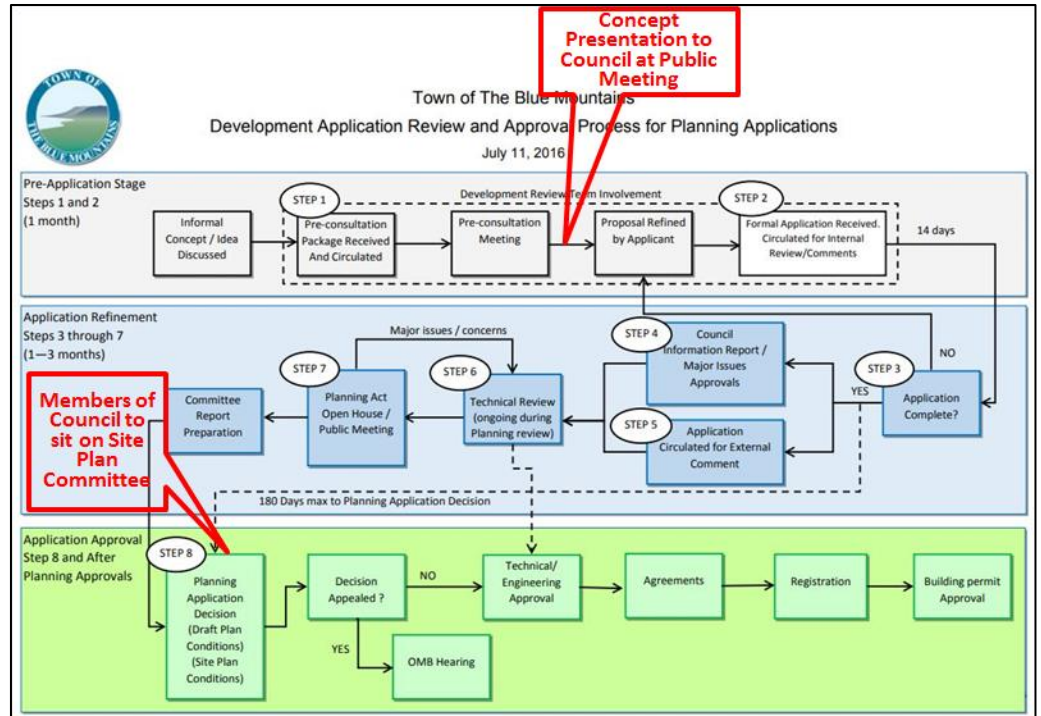 Concept
Presentation to
Council at Public
Meeting
TOWN OF
THE BLUE MOUNTAINS
Town of The Blue Mountains
Development Application Review and Approval Process for Planning Applications
July 11, 2016
Pre-Application Stage
Steps 1 and 2
(1 month)
Development Review Team Involvement
Informal
Concept / Idea
Discussed
STEP 1
Pre-consultation
Package Received
And Circulated
Pre-consultation
Meeting
Proposal Refined
by Applicant
STEP 2
Formal Application Received.
Circulated for Internal
Review/Comments
14 days
Application Refinement
Steps 3 through 7
(1—3 months)
Major issues / concerns
STEP 4
Council
Information Report /
Major Issues
Approvals
NO
STEP 3
YES
Application
Complete?
STEP 7
Planning Act
Open House /
Public Meeting
STEP 6
Technical Review
(ongoing during
Planning review)
STEP 5
Application
Circulated for External
Comment
Committee
Report
Preparation
Members of
Council to
sit on Site
Plan
Committee
180 Days max to Planning Application Decision
Application Approval
Step 8 and After
Planning Approvals
STEP 8
Planning
Application
Decision
(Draft Plan
Conditions)
(Site Plan
Conditions)
Decision
Appealed ?
NO
YES
OMB Hearing
Technical/
Engineering
Approval
Agreements
Registration
Building permit
Approval